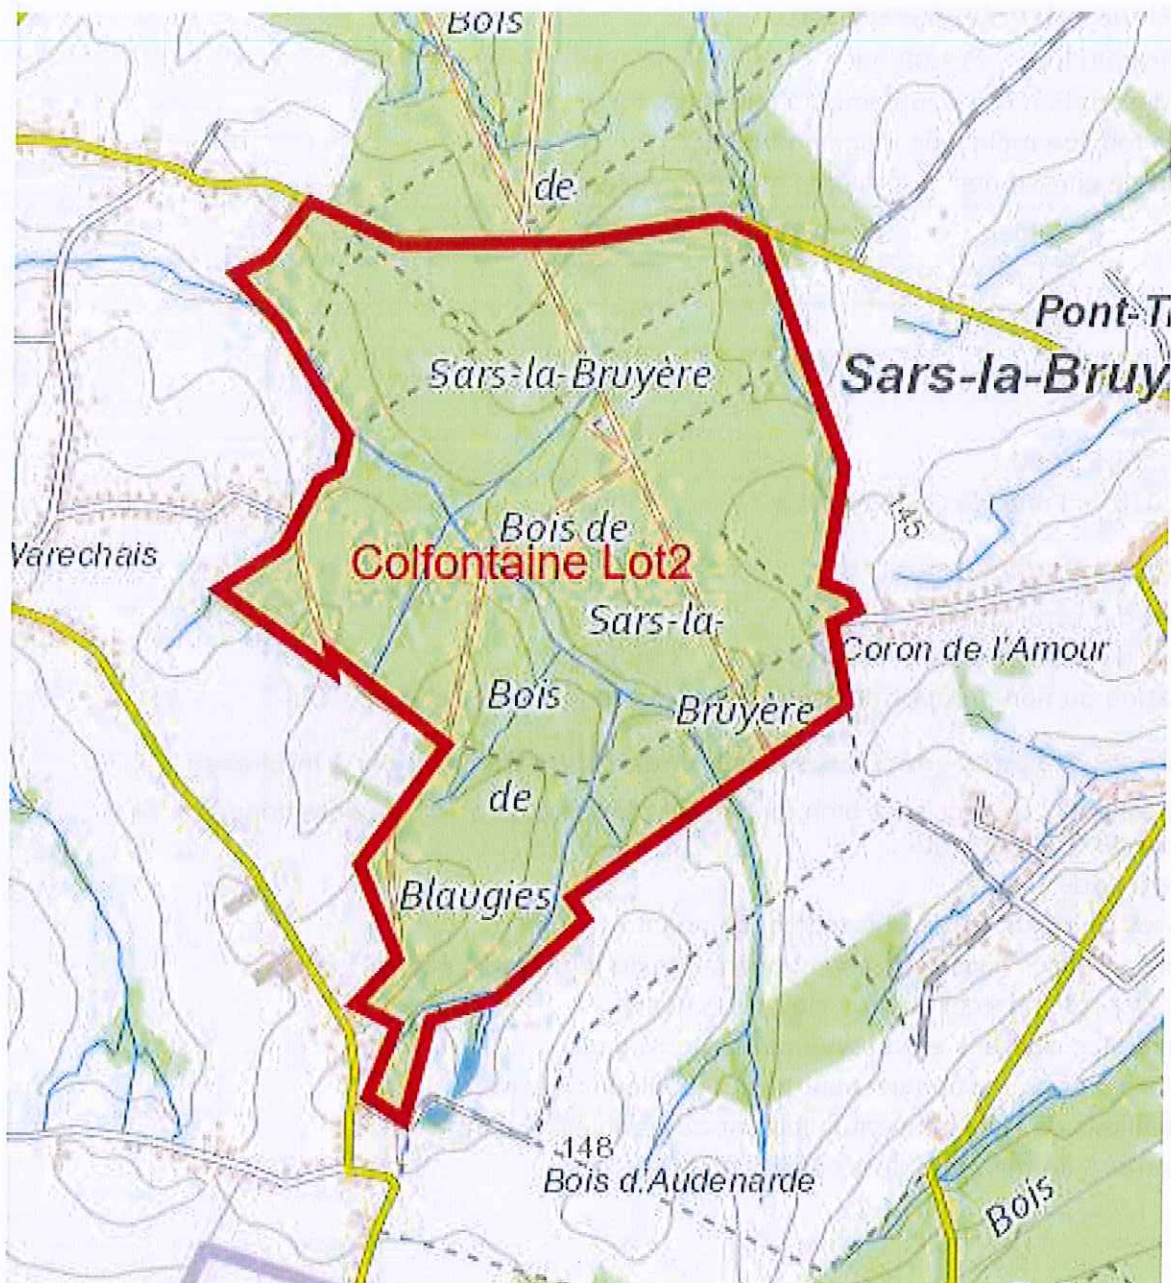 Bois
de
Pont-T
Sars-la-Bruyère
Sars-la-Bruy
145
Bois de
Varechais
Colfontaine Lot2
Sars-la-
Coron de l'Amour
Bois
Bruyère
de
Blaugies
148
Bois d'Audenarde
Bois